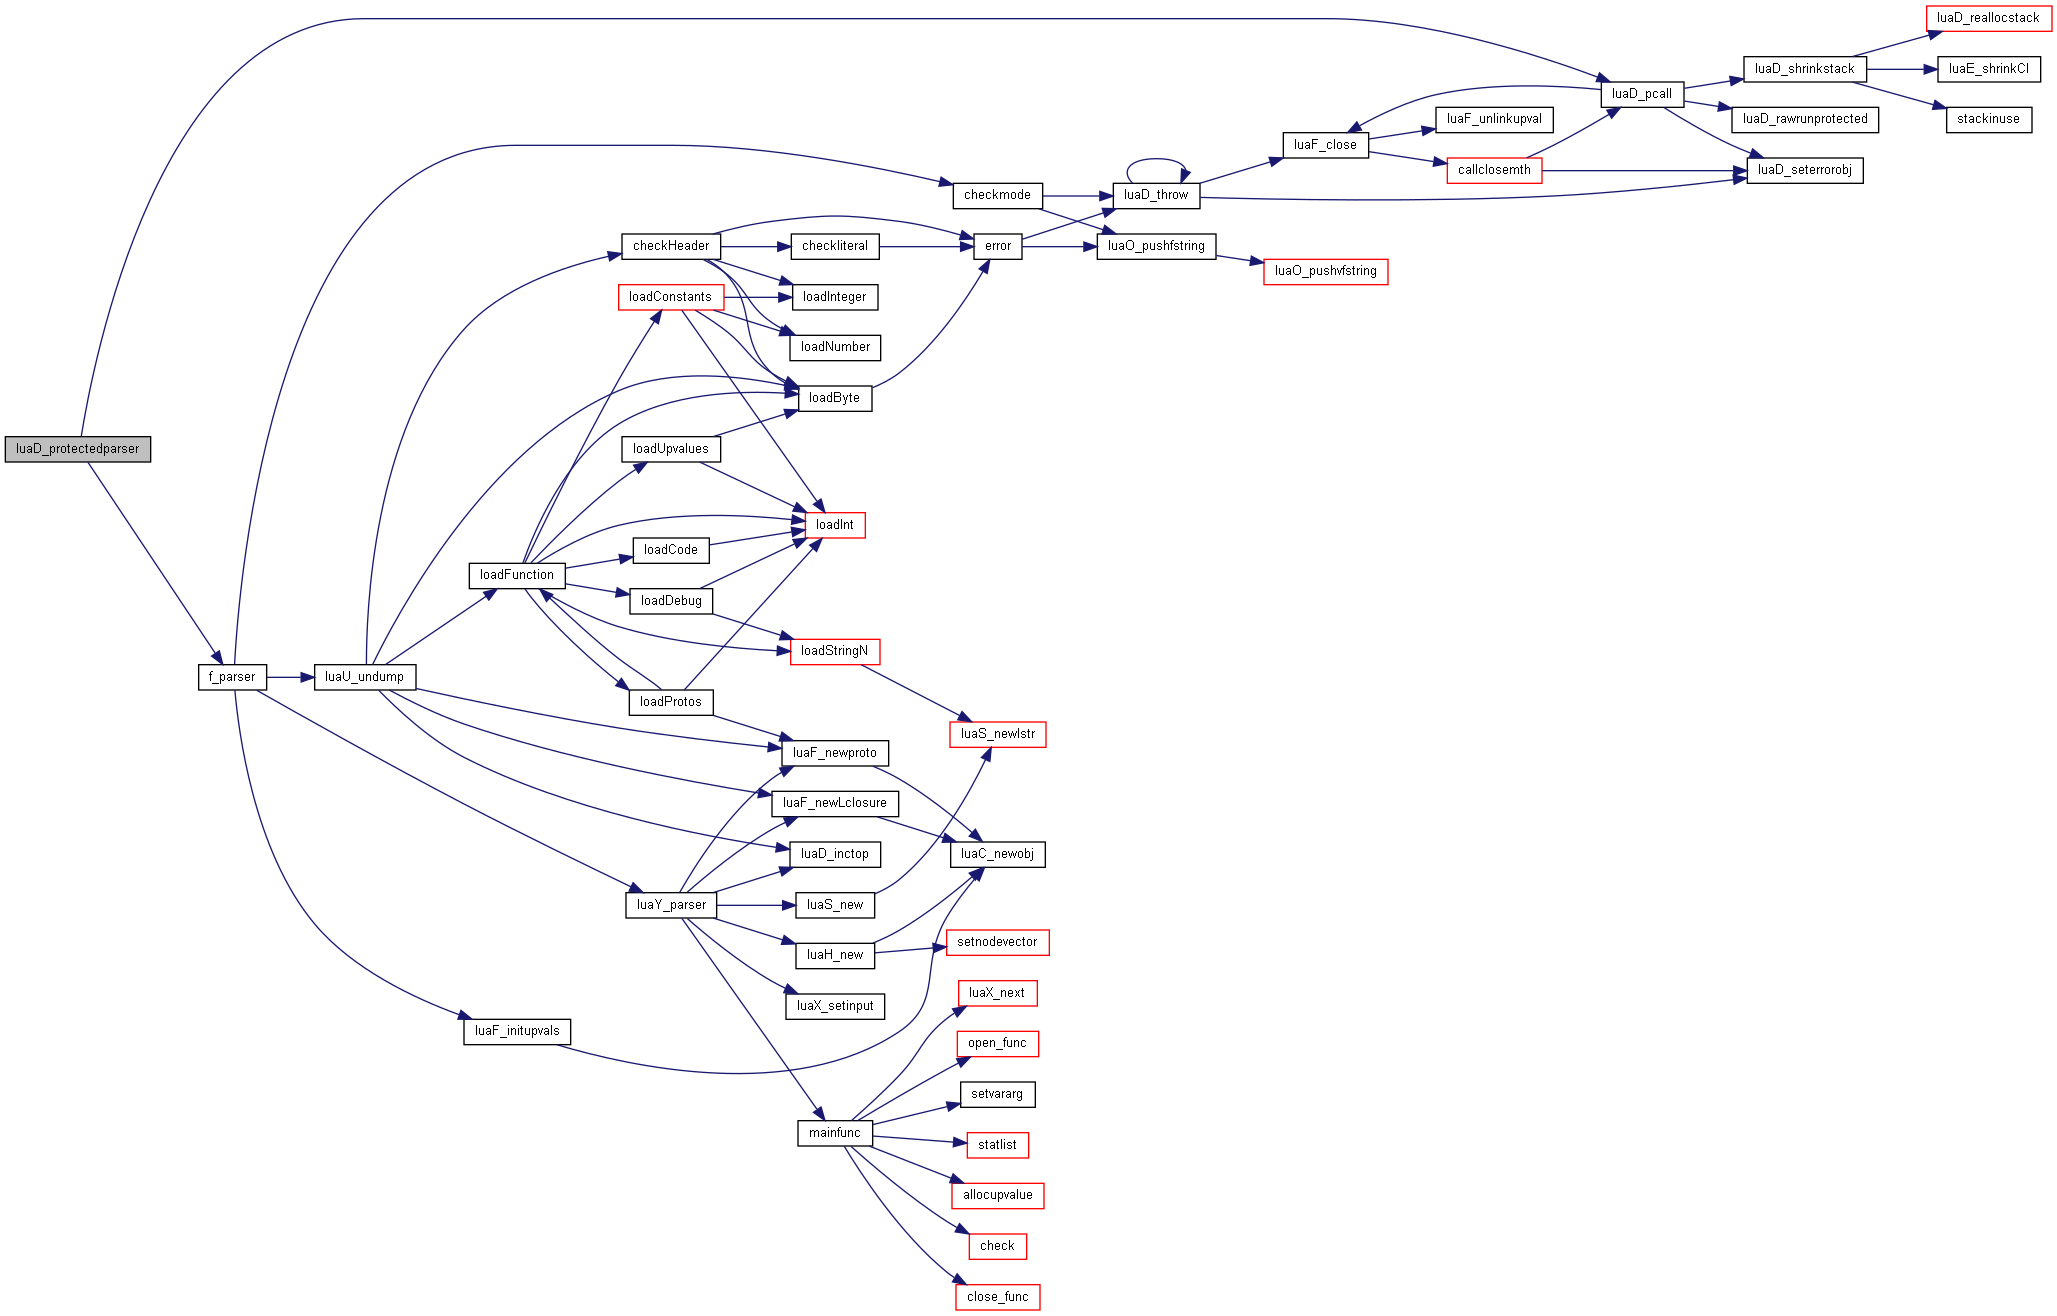 luaD_reallocstack
luaD_shrinkstack
luaE_shrinkCI
luaD_pcall
luaF_unlinkupval
luaD_rawrunprotected
stackinuse
luaF_close
callclosemth
luaD_seterrorobj
checkmode
luaD_throw
checkHeader
checkliteral
error
luaO_pushfstring
luaO_pushvfstring
loadConstants
loadInteger
loadNumber
loadByte
luaD_protectedparser
loadUpvalues
loadInt
loadCode
loadFunction
loadDebug
loadStringN
f_parser
luaU_undump
loadProtos
luaS_newlstr
luaF_newproto
luaF_newLclosure
luaD_inctop
luaC_newobj
luaY_parser
luaS_new
luaH_new
setnodevector
luaX_next
luaX_setinput
luaF_initupvals
open_func
setvararg
mainfunc
statlist
allocupvalue
check
close_func